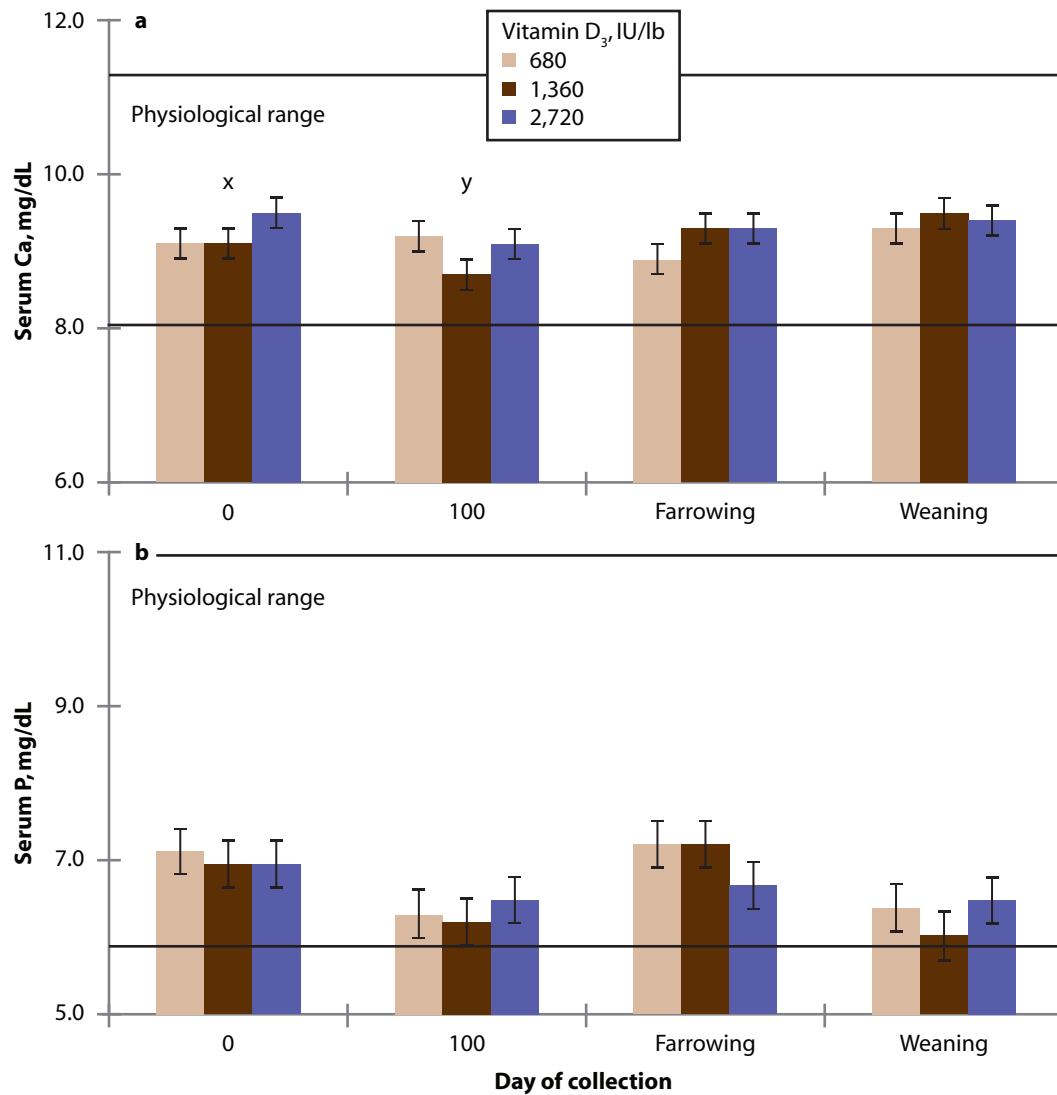 12.0
a
Vitamin D3, IU/lb
680
1,360
2,720
Physiological range
10.0
x
y
Serum Ca, mg/dL
8.0
6.0
0
100
Farrowing
Weaning
11.0
b
Physiological range
9.0
Serum P, mg/dL
7.0
5.0
0
100
Farrowing
Weaning
Day of collection